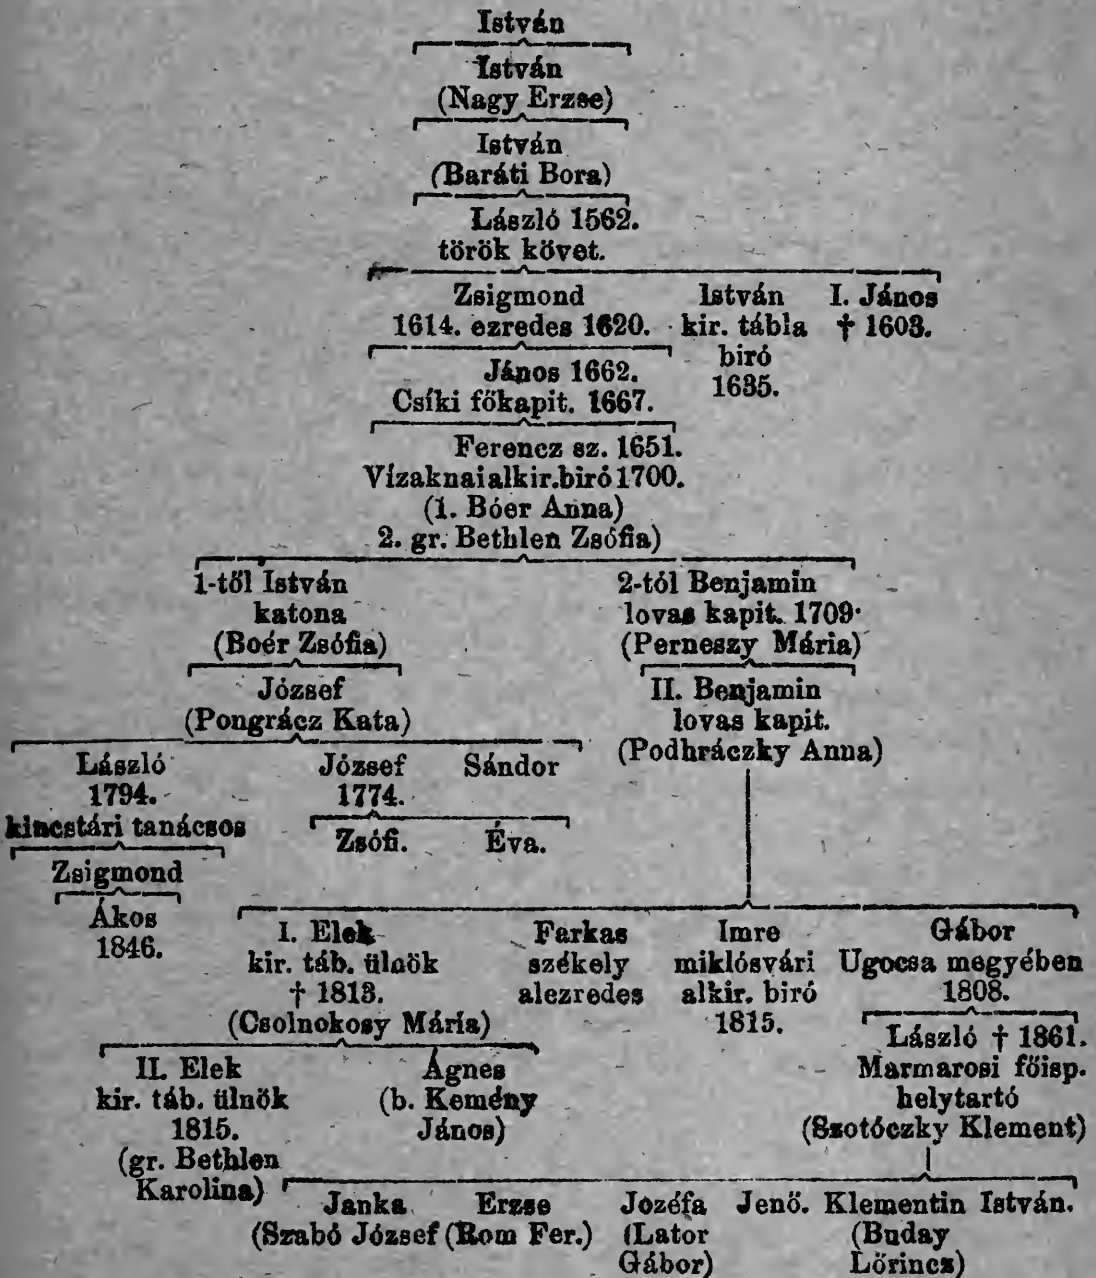 István
István
(Nagy Erzse)
István
(Baráti Bora)
László 1562.
török követ.
Zsigmond István I. János
1614. ezredes 1620. kir. tábla † 1603.
biró
János 1662. 1635.
Csíki főkapit. 1667.
Ferencz sz. 1651.
Vízaknai alkir. biró 1700.
(1. Bóer Anna)
2. gr. Bethlen Zsófia)
1-től István 2-tól Benjamin
katona lovas kapit. 1709.
(Boér Zsófia) (Perneszy Mária)
József II. Benjamin
(Pongrácz Kata) lovas kapit.
(Podhráczky Anna)
László József Sándor
1794. 1774.
kincstári tanácsos
Zsófi. Éva.
Zsigmond
Ákos
1846.
I. Elek Farkas Imre Gábor
kir. táb. ülnök székely miklósvári Ugocsa megyében
† 1813. alezredes alkir. biró 1808.
(Csolnokosy Mária) 1815.
László † 1861.
II. Elek Ágnes Marmarosi főisp.
kir. táb. ülnök (b. Kemény helytartó
1815. János) (Szotóczky Klement)
(gr. Bethlen
Karolina)
Janka Erzse Jozéfa Jenő. Klementin István.
(Szabó József (Rom Fer.) (Lator (Buday
Gábor) Lőrincz)